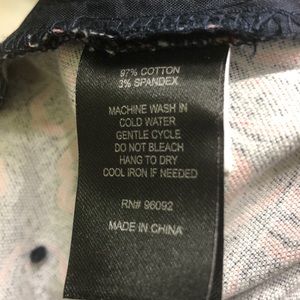 97% COTTON
3% SPANDEX
MACHINE WASH IN
COLD WATER
GENTLE CYCLE
DO NOT BLEACH
HANG TO DRY
COOL IRON IF NEEDED
RN# 96092
MADE IN CHINA